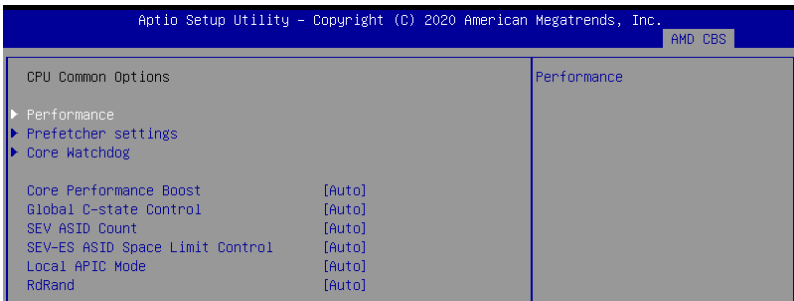 Aptio Setup Utility – Copyright (C) 2020 American Megatrends, Inc.
AMD CBS
CPU Common Options
Performance
Performance
Prefetcher settings
Core Watchdog
Core Performance Boost [Auto]
Global C-state Control [Auto]
SEV ASID Count [Auto]
SEV-ES ASID Space Limit Control [Auto]
Local APIC Mode [Auto]
RdRand [Auto]